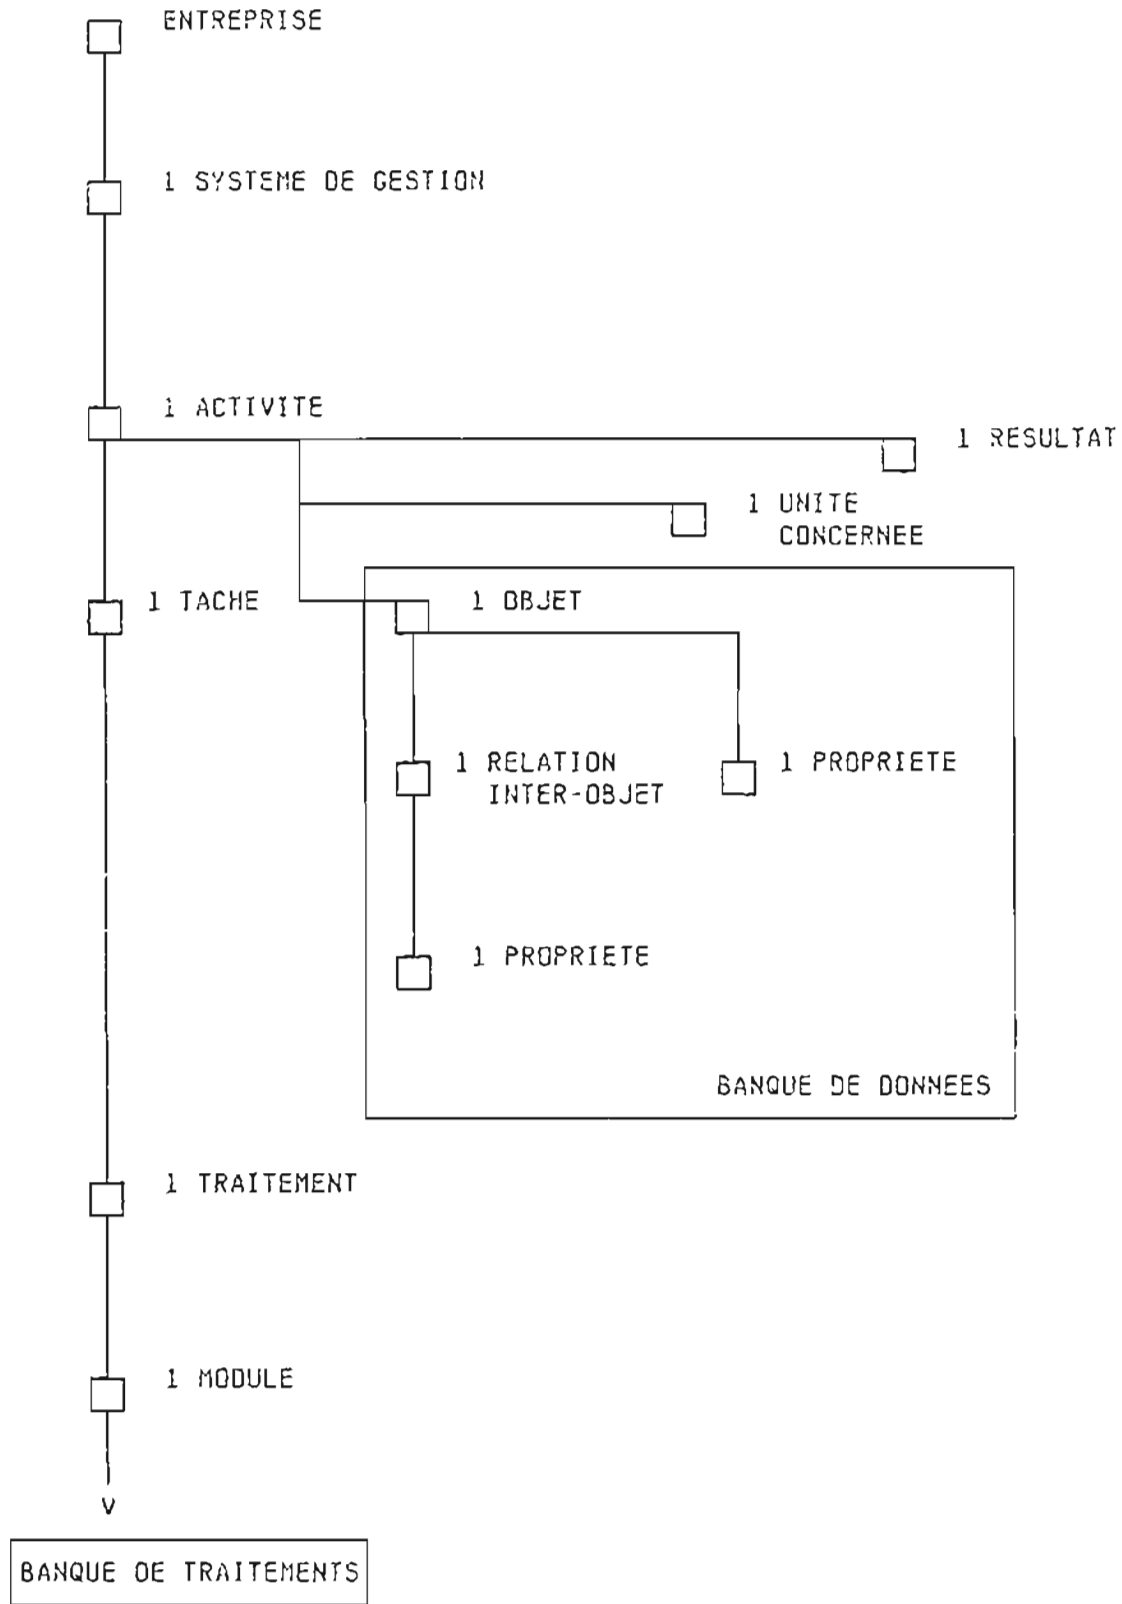 ENTREPRISE
1 SYSTEME DE GESTION
1 ACTIVITE
1 RESULTAT
1 UNITE
CONCERNEE
1 TACHE
1 OBJET
1 RELATION
INTER-OBJET
1 PROPRIETE
1 PROPRIETE
BANQUE DE DONNEES
1 TRAITEMENT
1 MODULE
BANQUE DE TRAITEMENTS